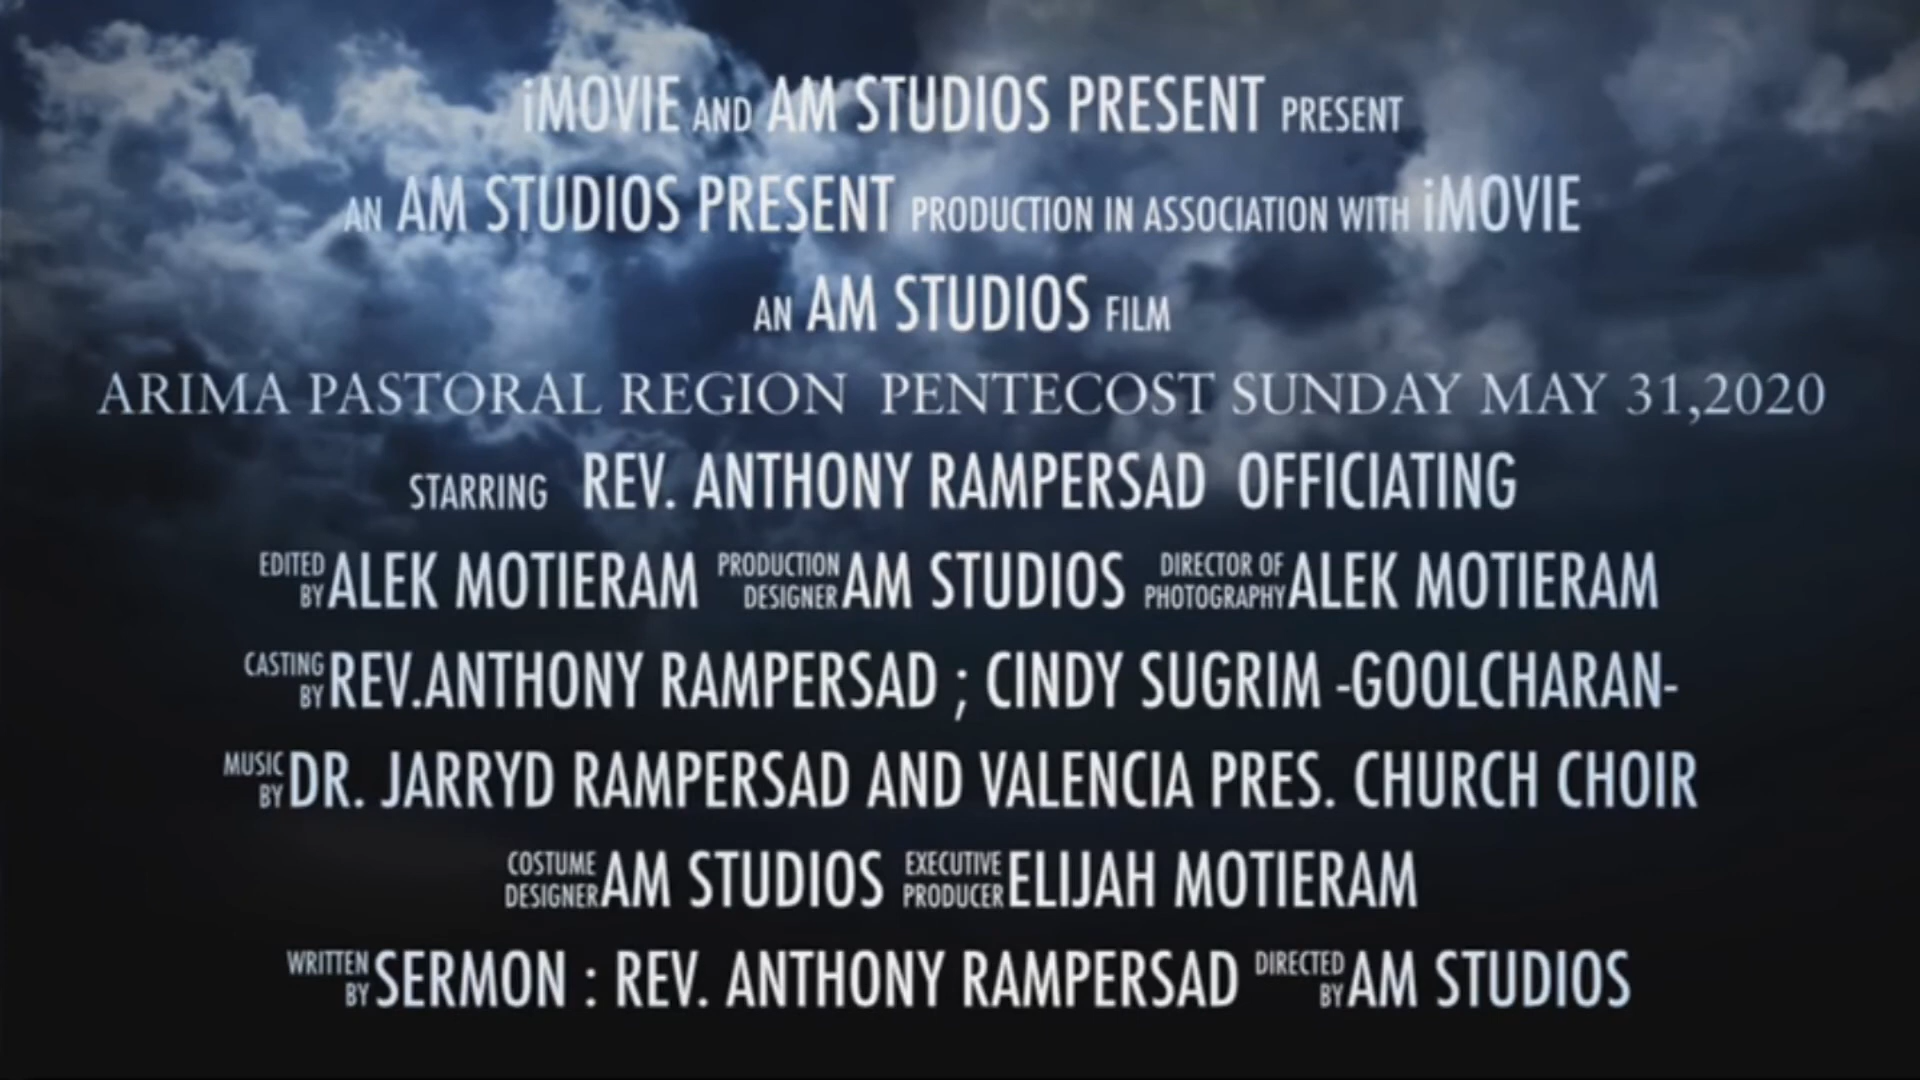 iMOVIE AND AM STUDIOS PRESENT PRESENT
AN AM STUDIOS PRESENT PRODUCTION IN ASSOCIATION WITH iMOVIE
AN AM STUDIOS FILM
ARIMA PASTORAL REGION PENTECOST SUNDAY MAY 31,2020
STARRING REV. ANTHONY RAMPERSAD OFFICIATING
EDITED BY ALEK MOTIERAM PRODUCTION DESIGNER AM STUDIOS DIRECTOR OF PHOTOGRAPHY ALEK MOTIERAM
CASTING BY REV.ANTHONY RAMPERSAD ; CINDY SUGRIM -GOOLCHARAN-
MUSIC BY DR. JARRYD RAMPERSAD AND VALENCIA PRES. CHURCH CHOIR
COSTUME DESIGNER AM STUDIOS EXECUTIVE PRODUCER ELIJAH MOTIERAM
WRITTEN BY SERMON : REV. ANTHONY RAMPERSAD DIRECTED BY AM STUDIOS